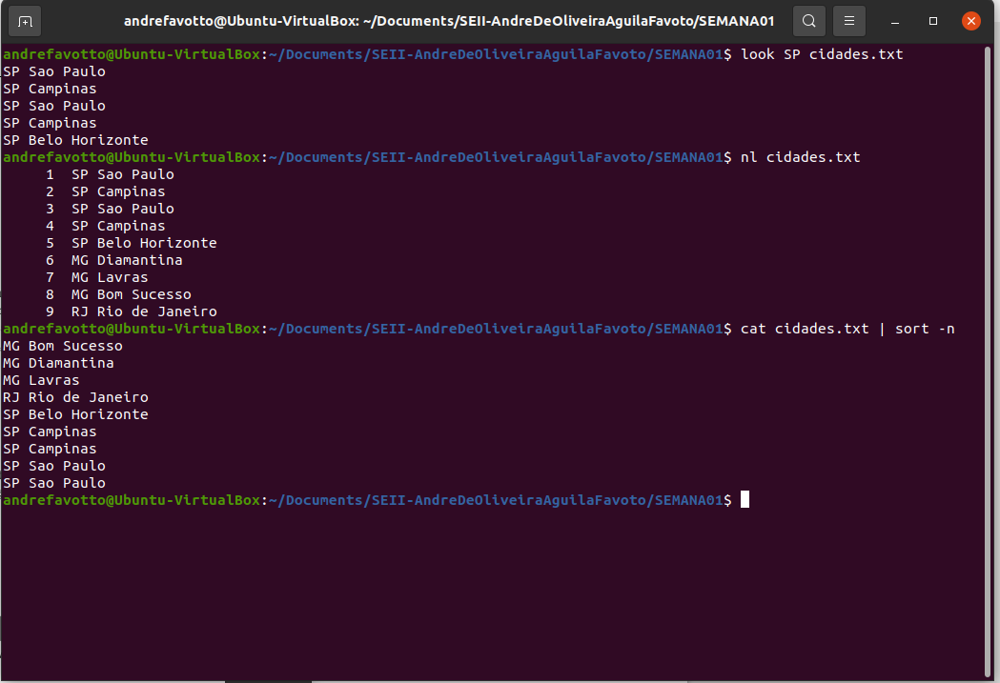 andrefavotto@Ubuntu-VirtualBox: ~/Documents/SEII-AndreDeOliveiraAguilaFavoto/SEMANA01
andrefavotto@Ubuntu-VirtualBox:~/Documents/SEII-AndreDeOliveiraAguilaFavoto/SEMANA01$ look SP cidades.txt
SP Sao Paulo
SP Campinas
SP Sao Paulo
SP Campinas
SP Belo Horizonte
andrefavotto@Ubuntu-VirtualBox:~/Documents/SEII-AndreDeOliveiraAguilaFavoto/SEMANA01$ nl cidades.txt
1 SP Sao Paulo
2 SP Campinas
3 SP Sao Paulo
4 SP Campinas
5 SP Belo Horizonte
6 MG Diamantina
7 MG Lavras
8 MG Bom Sucesso
9 RJ Rio de Janeiro
andrefavotto@Ubuntu-VirtualBox:~/Documents/SEII-AndreDeOliveiraAguilaFavoto/SEMANA01$ cat cidades.txt | sort -n
MG Bom Sucesso
MG Diamantina
MG Lavras
RJ Rio de Janeiro
SP Belo Horizonte
SP Campinas
SP Campinas
SP Sao Paulo
SP Sao Paulo
andrefavotto@Ubuntu-VirtualBox:~/Documents/SEII-AndreDeOliveiraAguilaFavoto/SEMANA01$